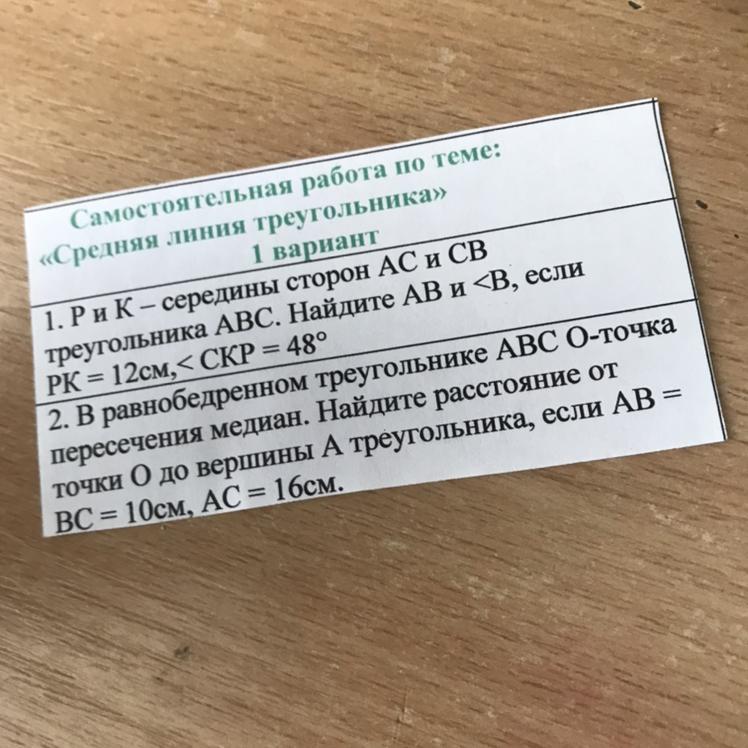 Самостоятельная работа по теме:
«Средняя линия треугольника»
1 вариант
1. Р и К – середины сторон АС и СВ
треугольника АВС. Найдите АВ и <В, если
РК = 12см,< СКР = 48°
2. В равнобедренном треугольнике АВС О-точка
пересечения медиан. Найдите расстояние от
точки О до вершины А треугольника, если АВ =
ВС = 10см, АС = 16см.